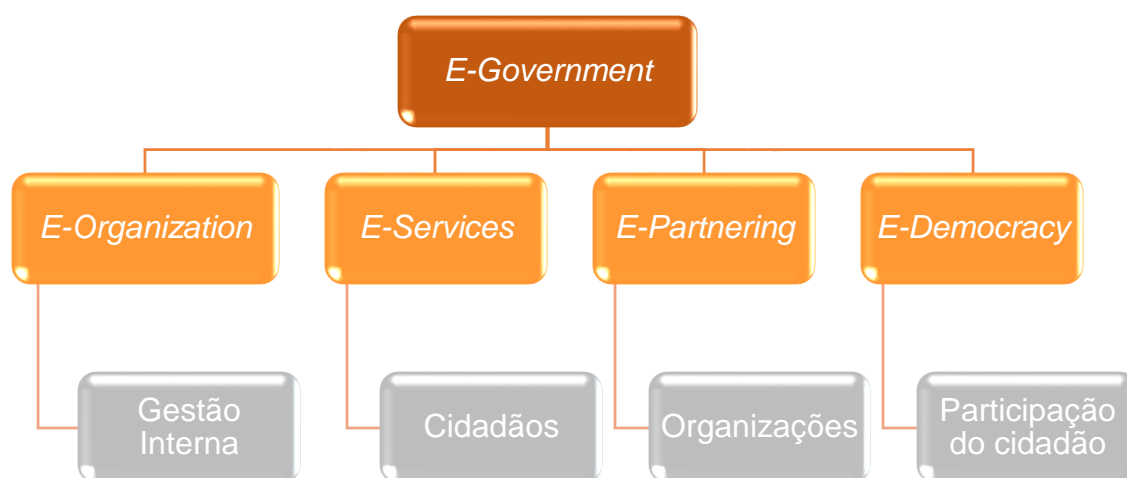 E-Government
E-Organization
E-Services
E-Partnering
E-Democracy
Gestão
Interna
Cidadãos
Organizações
Participação
do cidadão